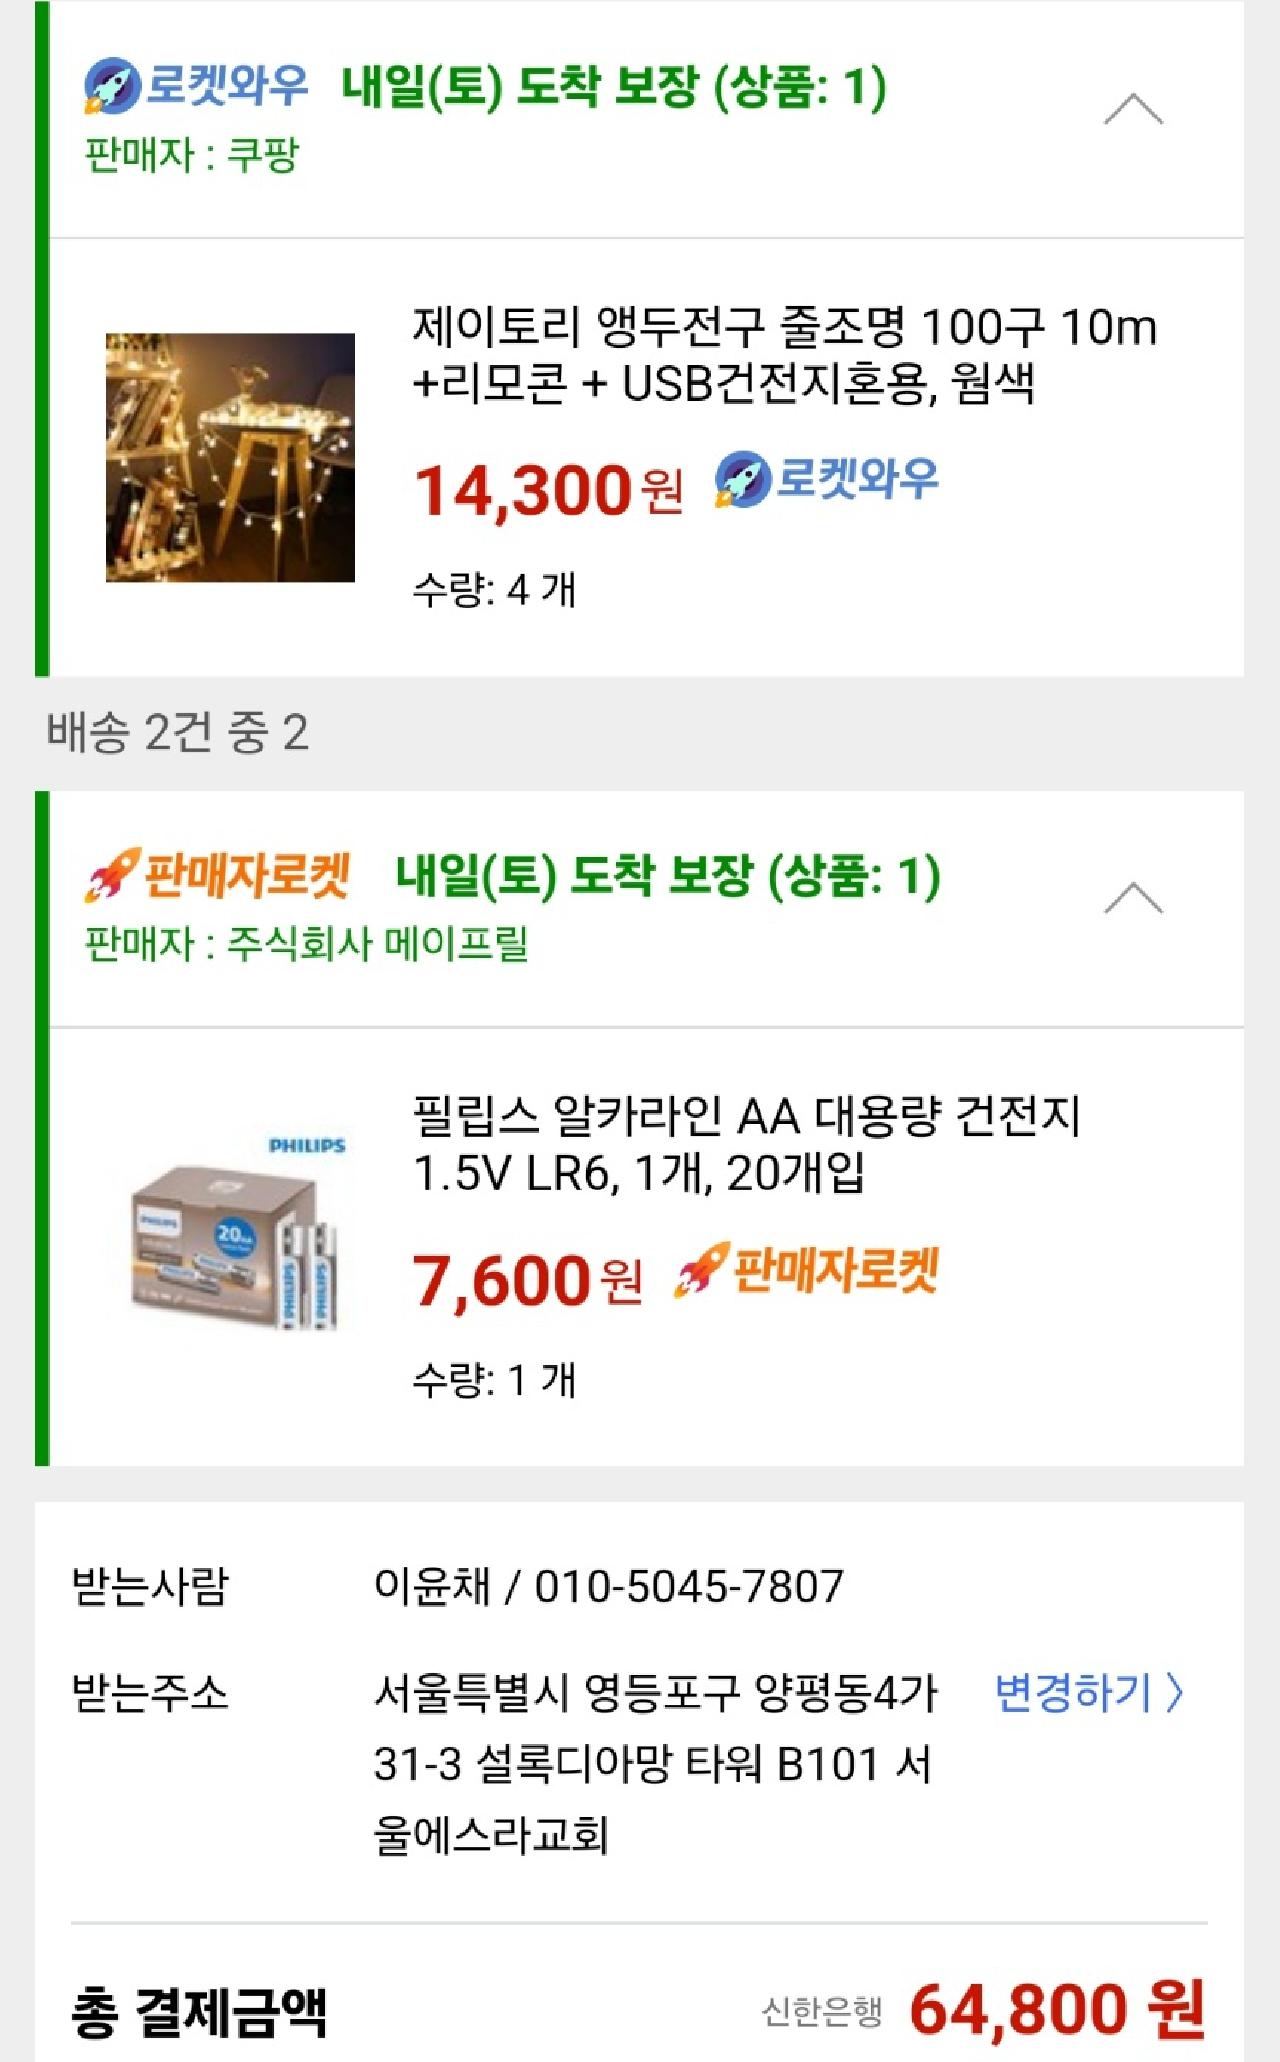 로켓와우 내일(토) 도착 보장 (상품: 1)
판매자 : 쿠팡
제이토리 앵두전구 줄조명 100구 10m
+리모콘 + USB건전지혼용, 웜색
14,300원 로켓와우
수량: 4 개
배송 2건 중 2
판매자로켓 내일(토) 도착 보장 (상품: 1)
판매자 : 주식회사 메이프릴
필립스 알카라인 AA 대용량 건전지
1.5V LR6, 1개, 20개입
PHILIPS
PHILIPS
20
PHILIPS
PHILIPS
7,600원 판매자로켓
수량: 1 개
받는사람 이윤채 / 010-5045-7807
받는주소 서울특별시 영등포구 양평동4가 변경하기 〉
31-3 설록디아망 타워 B101 서
울에스라교회
총 결제금액 신한은행 64,800 원